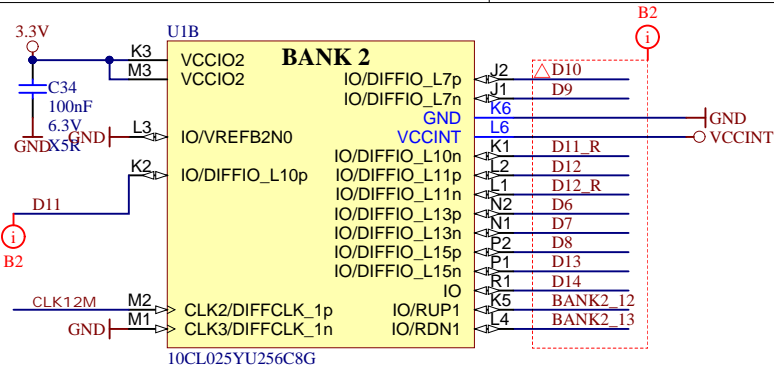 B2
i
U1B
3.3V
BANK 2
K3 VCCIO2
M3 VCCIO2
C34
100nF
6.3V
X5R
GND
GND L3 IO/VREFB2N0
K2 IO/DIFFIO_L10p
D11
i
B2
CLK12M M2 CLK2/DIFFCLK_1p
GND M1 CLK3/DIFFCLK_1n
IO/DIFFIO_L7p J2 D10
IO/DIFFIO_L7n J1 D9
GND K6 GND
VCCINT L6 VCCINT
IO/DIFFIO_L10n K1 D11_R
IO/DIFFIO_L11p L2 D12
IO/DIFFIO_L11n L1 D12_R
IO/DIFFIO_L13p N2 D6
IO/DIFFIO_L13n N1 D7
IO/DIFFIO_L15p P2 D8
IO/DIFFIO_L15n P1 D13
IO R1 D14
IO/RUP1 K5 BANK2_12
IO/RDN1 L4 BANK2_13
10CL025YU256C8G